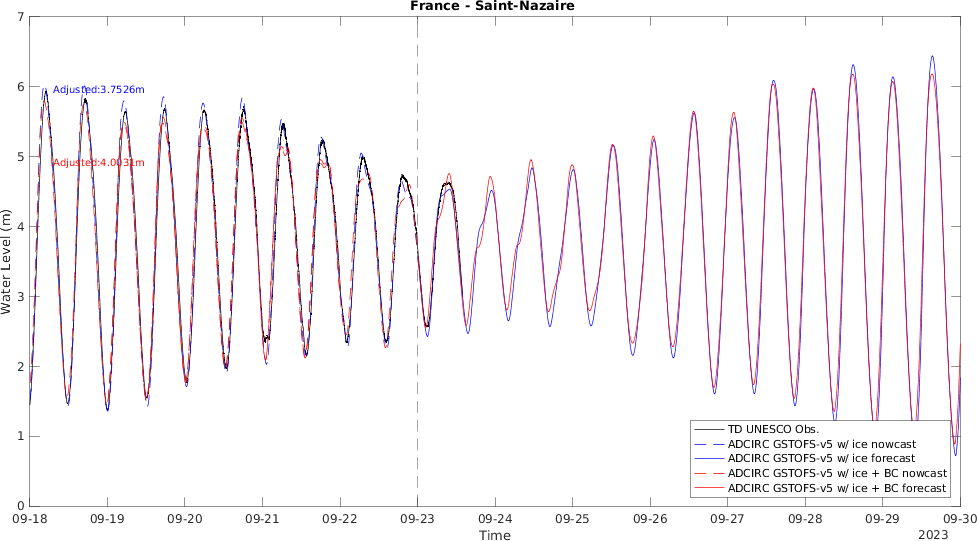 France - Saint-Nazaire
7
6
5
4
3
2
1
0
Water Level (m)
Adjusted:3.7526m
Adjusted:4.0031m
TD UNESCO Obs.
ADCIRC GSTOFS-v5 w/ ice nowcast
ADCIRC GSTOFS-v5 w/ ice forecast
ADCIRC GSTOFS-v5 w/ ice + BC nowcast
ADCIRC GSTOFS-v5 w/ ice + BC forecast
09-18 09-19 09-20 09-21 09-22 09-23 09-24 09-25 09-26 09-27 09-28 09-29 09-30
Time
2023